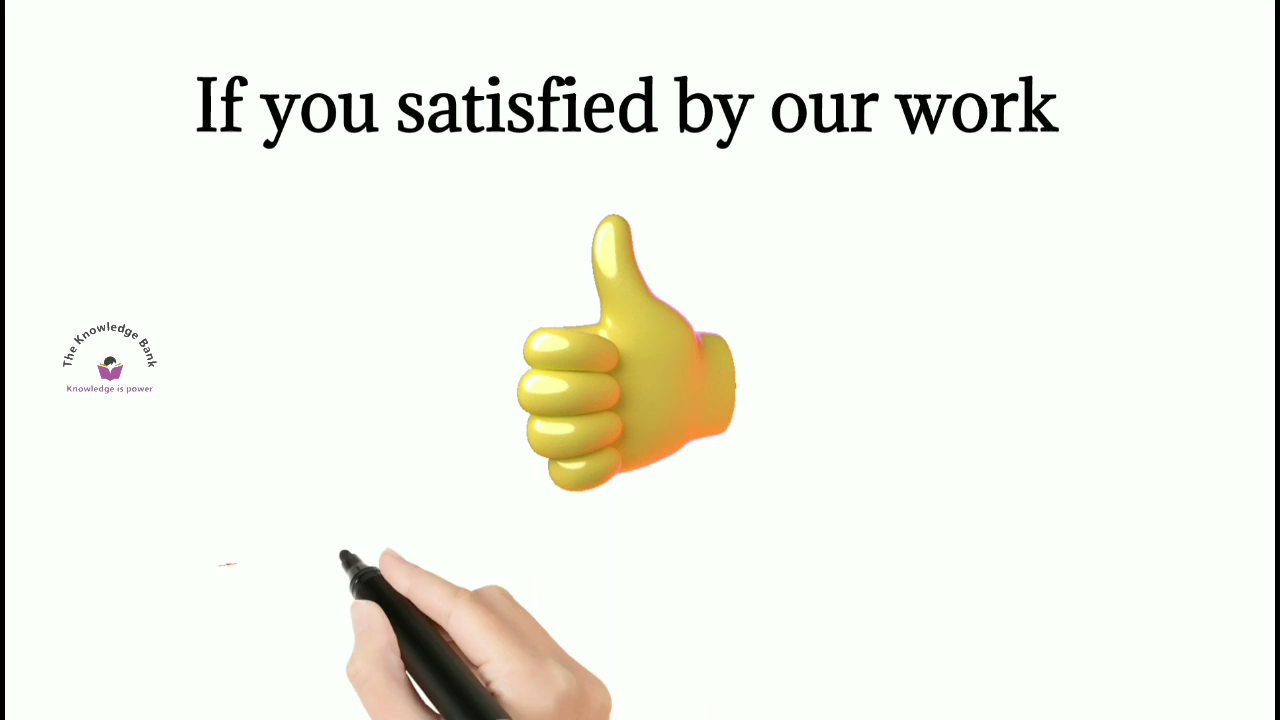 If you satisfied by our work
The Knowledge Bank
Knowledge is power